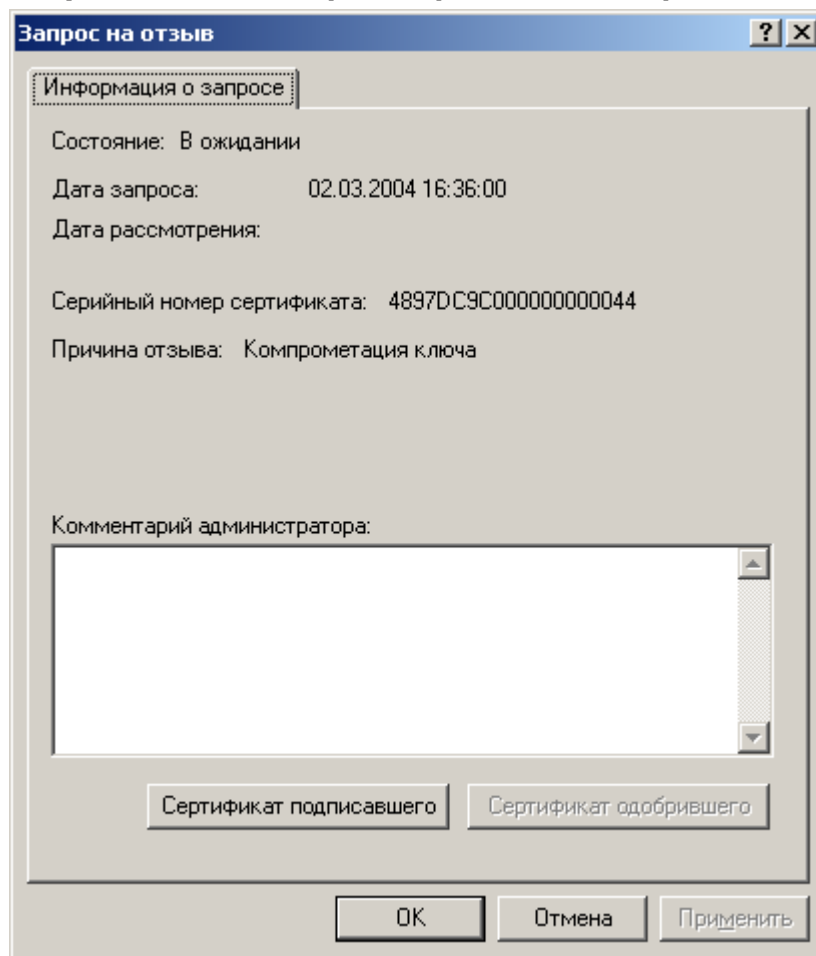 Запрос на отзыв
Информация о запросе
Состояние: В ожидании
Дата запроса: 02.03.2004 16:36:00
Дата рассмотрения:
Серийный номер сертификата: 4897DC9C000000000044
Причина отзыва: Компрометация ключа
Комментарий администратора:
Сертификат подписавшего Сертификат одобрившего
OK Отмена Применить